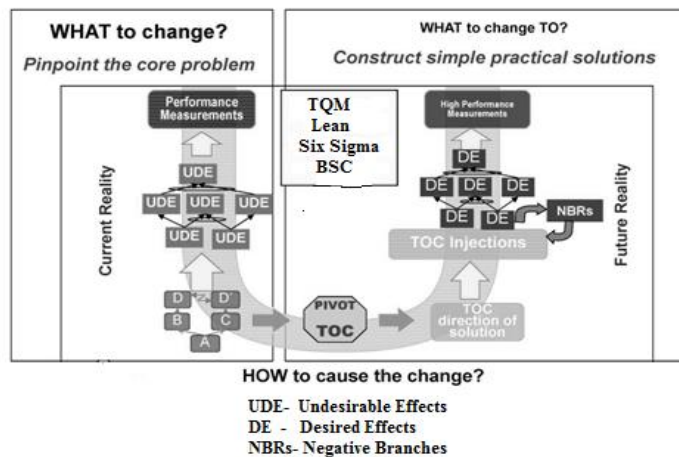 WHAT to change?
Pinpoint the core problem
WHAT to change TO?
Construct simple practical solutions
Performance
Measurements
UDE
UDE
UDE
UDE
UDE
UDE
Current Reality
D
D'
B
C
A
TQM
Lean
Six Sigma
BSC
PIVOT
TOC
High Performance
Measurements
DE
DE
DE
DE
DE
DE
NBRs
TOC Injections
TOC
direction of
solution
Future Reality
HOW to cause the change?
UDE- Undesirable Effects
DE - Desired Effects
NBRs- Negative Branches